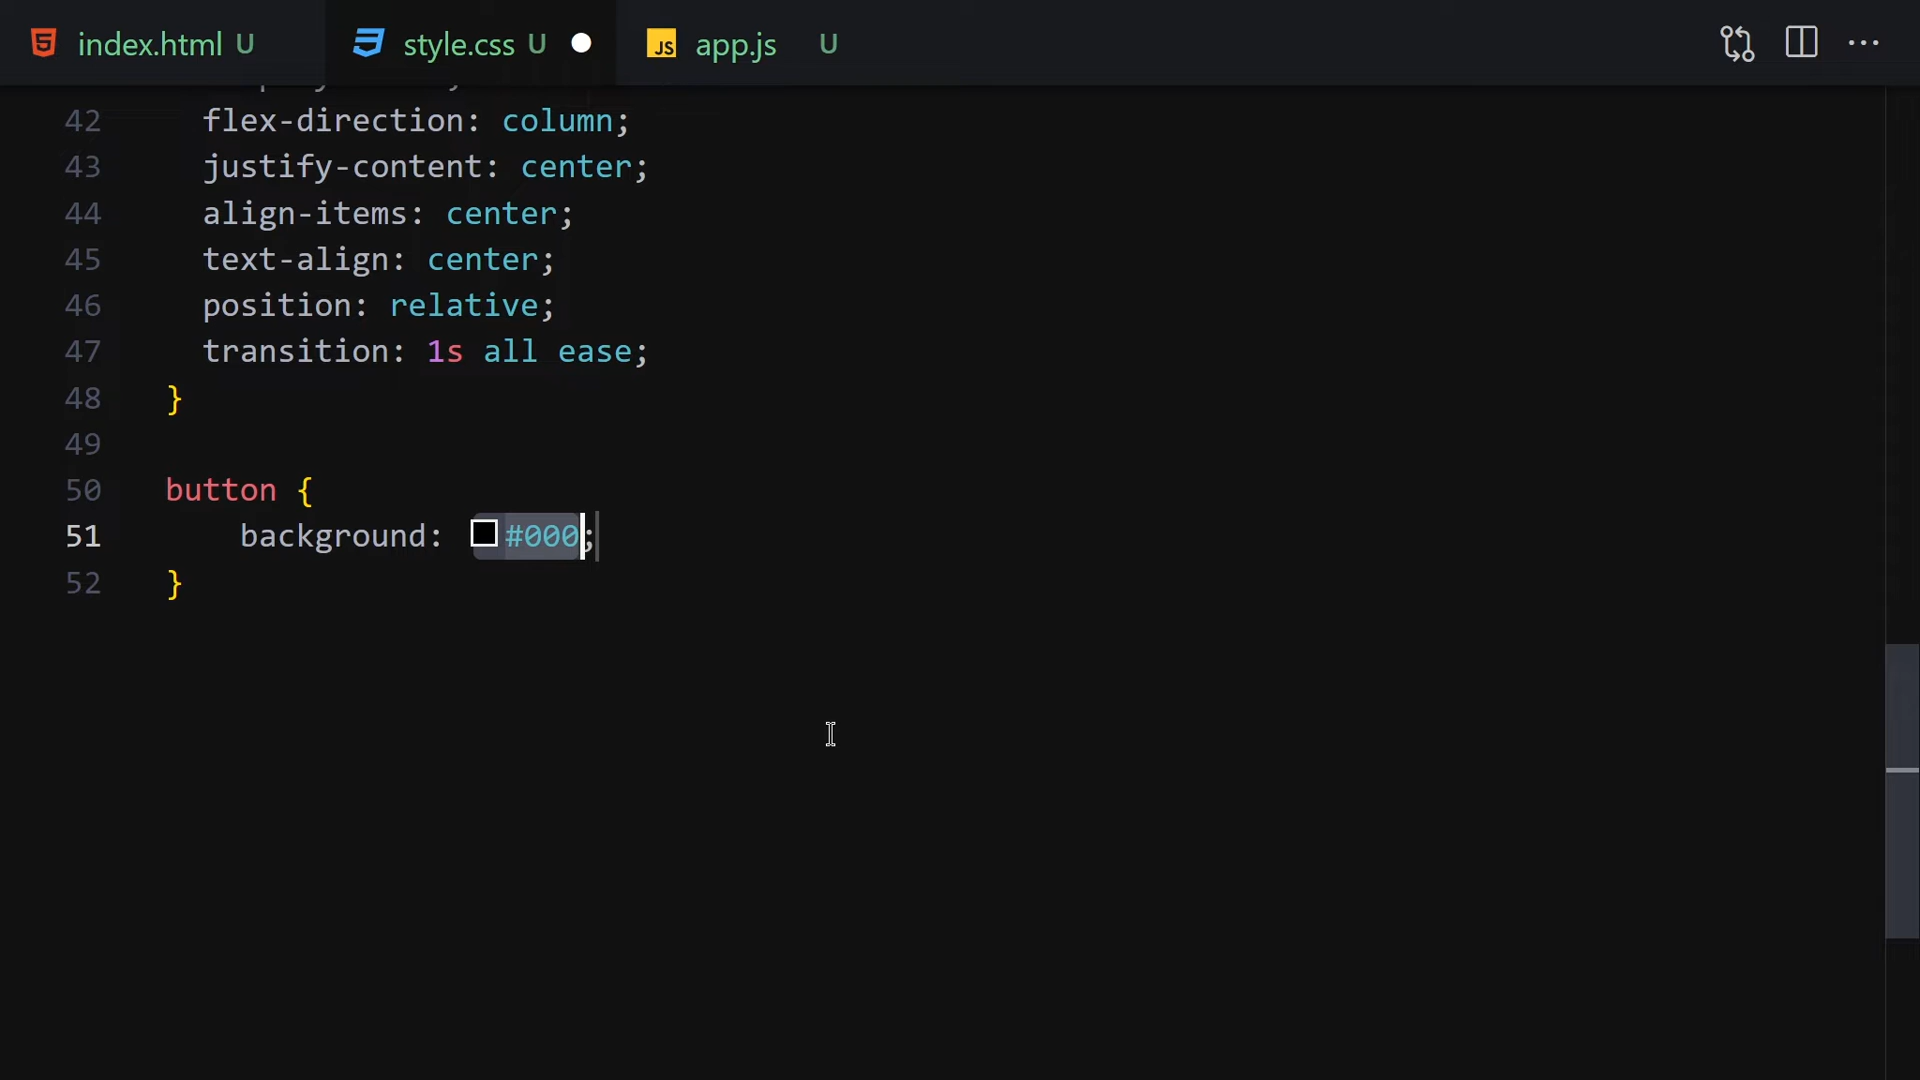 index.html U style.css U JS app.js U
42 flex-direction: column;
43 justify-content: center;
44 align-items: center;
45 text-align: center;
46 position: relative;
47 transition: 1s all ease;
48 }
49
50 button {
51 background: #000;
52 }